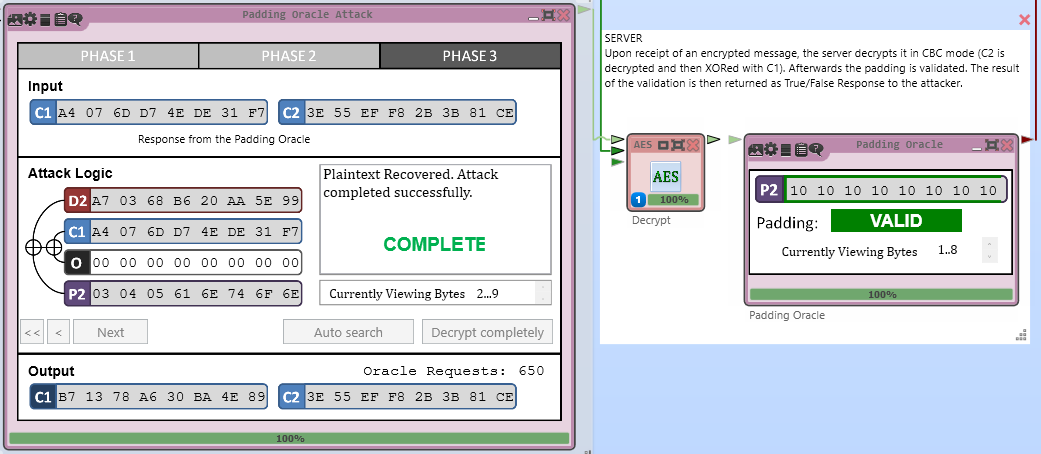 Padding Oracle Attack
PHASE 1 PHASE 2 PHASE 3
Input
C1 A4 07 6D D7 4E DE 31 F7 C2 3E 55 EF F8 2B 3B 81 CE
Response from the Padding Oracle
Attack Logic
D2 A7 03 68 B6 20 AA 5E 99
C1 A4 07 6D D7 4E DE 31 F7
O 00 00 00 00 00 00 00 00
P2 03 04 05 61 6E 74 6F 6E
Plaintext Recovered. Attack
completed successfully.
COMPLETE
Currently Viewing Bytes 2...9
<< < Next Auto search Decrypt completely
Output Oracle Requests: 650
C1 B7 13 78 A6 30 BA 4E 89 C2 3E 55 EF F8 2B 3B 81 CE
100%
SERVER
Upon receipt of an encrypted message, the server decrypts it in CBC mode (C2 is
decrypted and then XORed with C1). Afterwards the padding is validated. The result
of the validation is then returned as True/False Response to the attacker.
AES
AES
1 100%
Decrypt
Padding Oracle
P2 10 10 10 10 10 10 10 10
Padding: VALID
Currently Viewing Bytes 1..8
100%
Padding Oracle